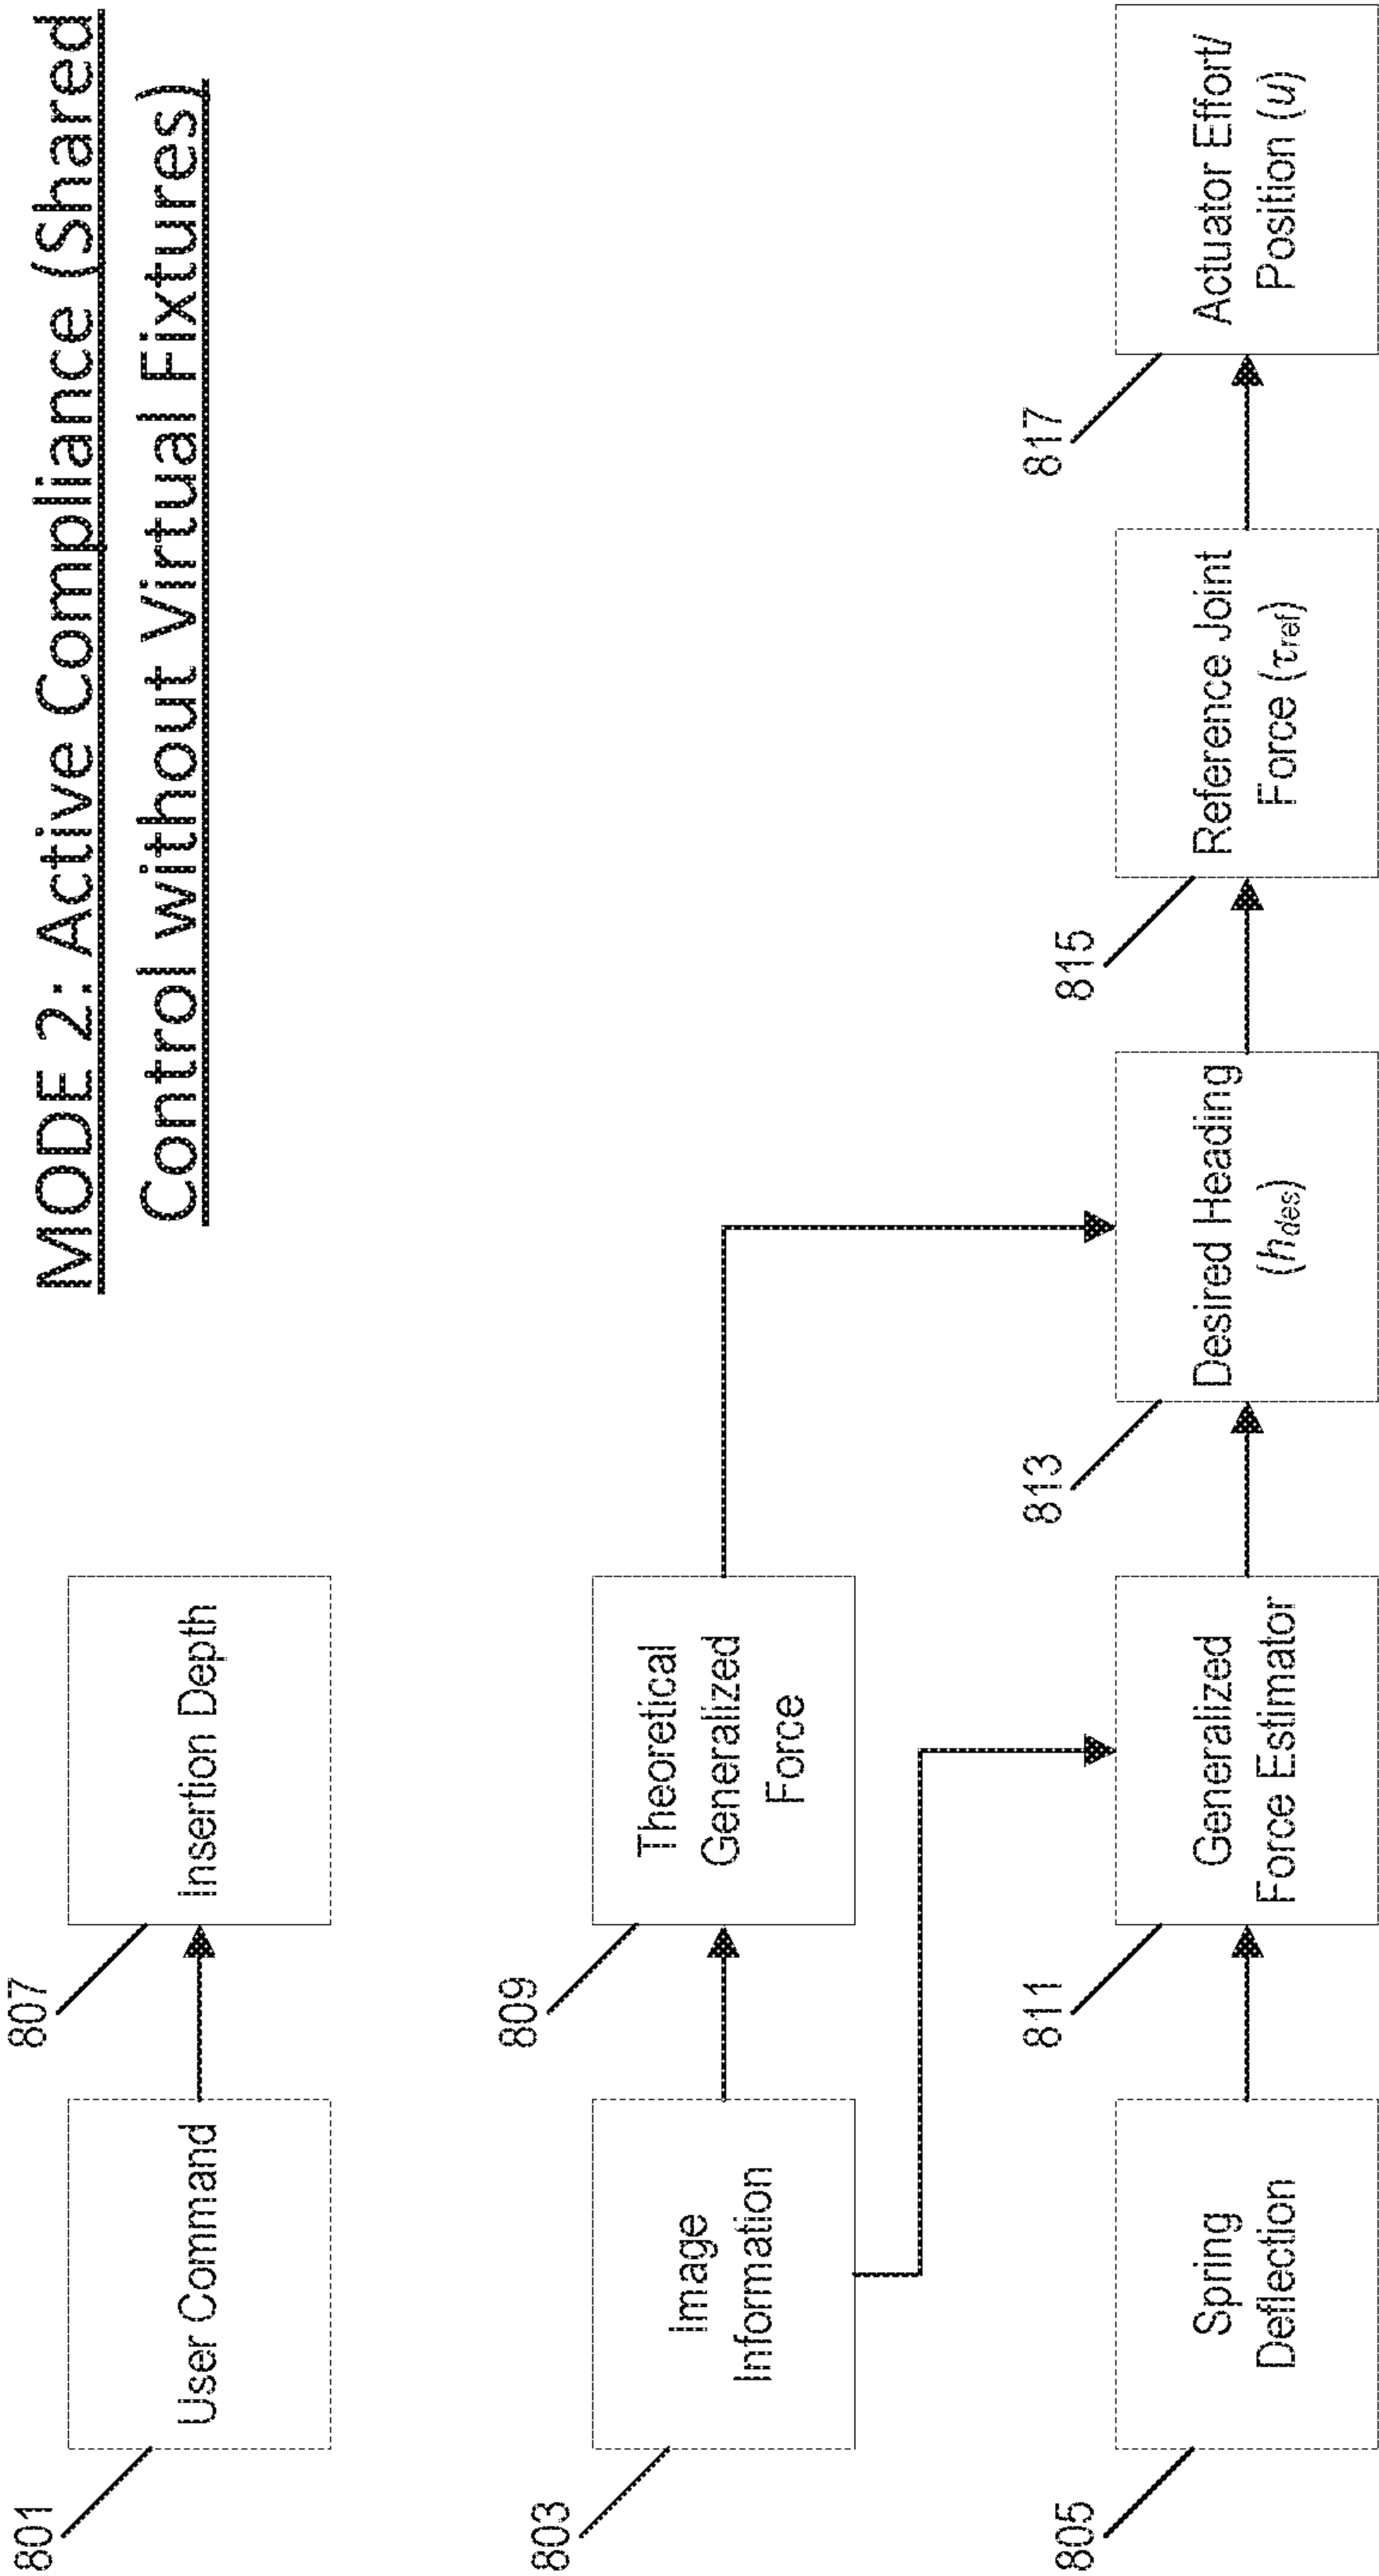 MODE 2: Active Compliance (Shared
Control without Virtual Fixtures)
801
User Command
807
Insertion Depth
803
Image
Information
809
Theoretical
Generalized
Force
805
Spring
Deflection
811
Generalized
Force Estimator
813
Desired Heading
(h_des)
815
Reference Joint
Force (τ_ref)
817
Actuator Effort/
Position (u)